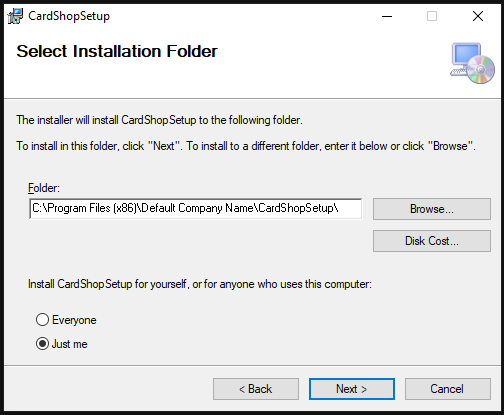 CardShopSetup
Select Installation Folder
The installer will install CardShopSetup to the following folder.
To install in this folder, click "Next". To install to a different folder, enter it below or click "Browse".
Folder:
C:\Program Files (x86)\Default Company Name\CardShopSetup\
Browse...
Disk Cost...
Install CardShopSetup for yourself, or for anyone who uses this computer:
Everyone
Just me
< Back
Next >
Cancel